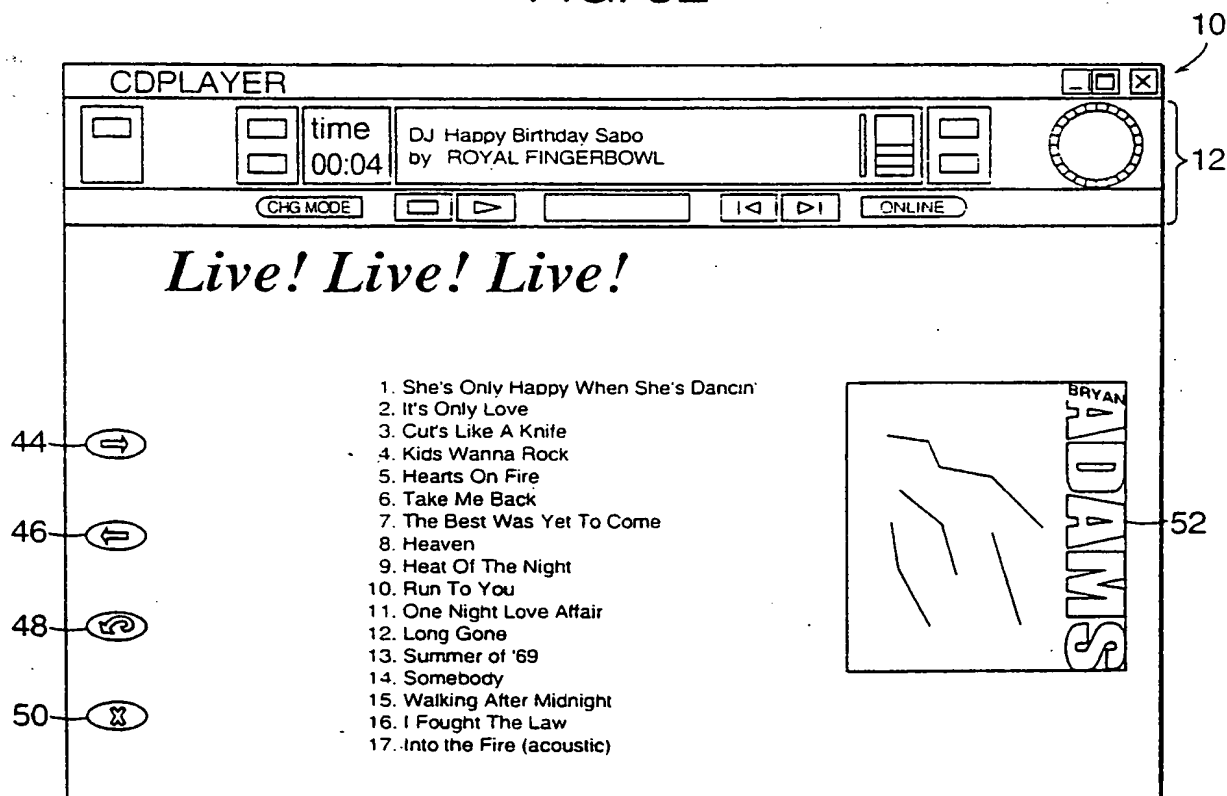 10
CDPLAYER
time
00:04
DJ Happy Birthday Sabo
by ROYAL FINGERBOWL
12
CHG MODE
ONLINE
Live! Live! Live!
1. She's Only Happy When She's Dancin'
2. It's Only Love
3. Cut's Like A Knife
4. Kids Wanna Rock
5. Hearts On Fire
6. Take Me Back
7. The Best Was Yet To Come
8. Heaven
9. Heat Of The Night
10. Run To You
11. One Night Love Affair
12. Long Gone
13. Summer of '69
14. Somebody
15. Walking After Midnight
16. I Fought The Law
17. Into the Fire (acoustic)
BRYAN
ADAMS
44
46
48
50
52